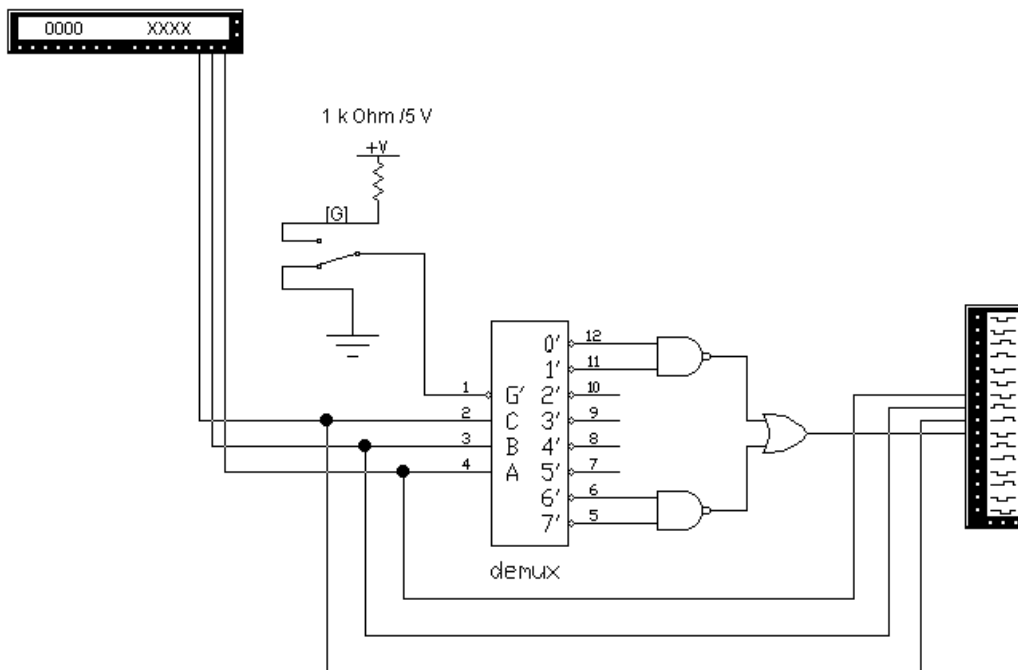 0000 XXXX
1 k Ohm /5 V
+V
[G]
0' 12
1' 11
1 G' 2' 10
2 C 3' 9
3 B 4' 8
4 A 5' 7
6' 6
7' 5
demux